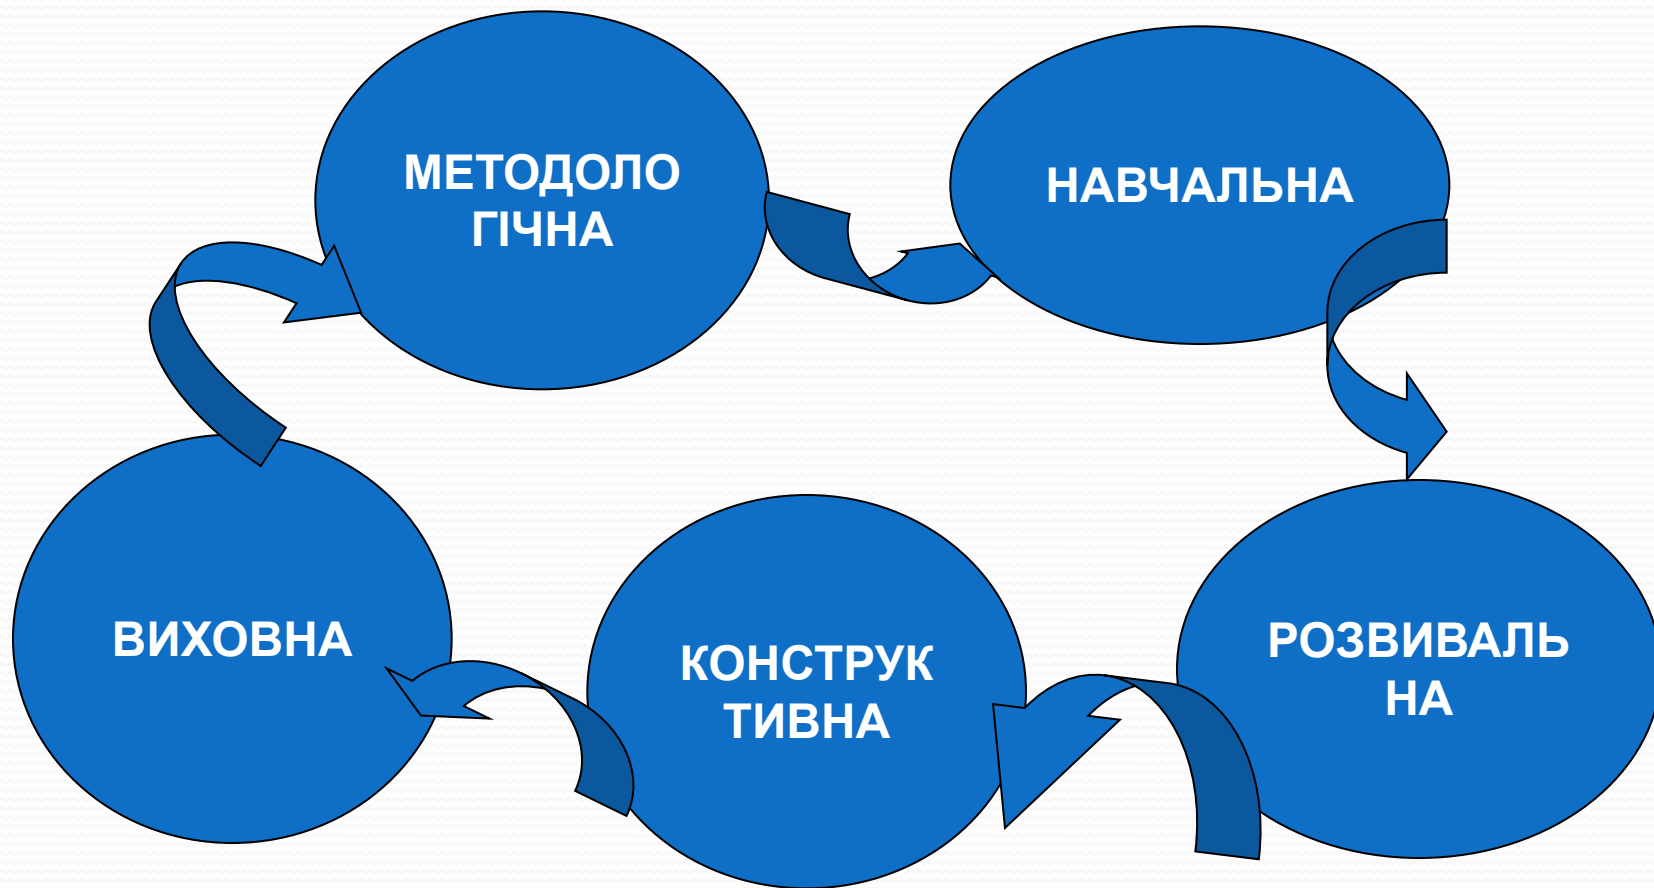 МЕТОДОЛО
ГІЧНА
НАВЧАЛЬНА
ВИХОВНА
КОНСТРУК
ТИВНА
РОЗВИВАЛЬ
НА